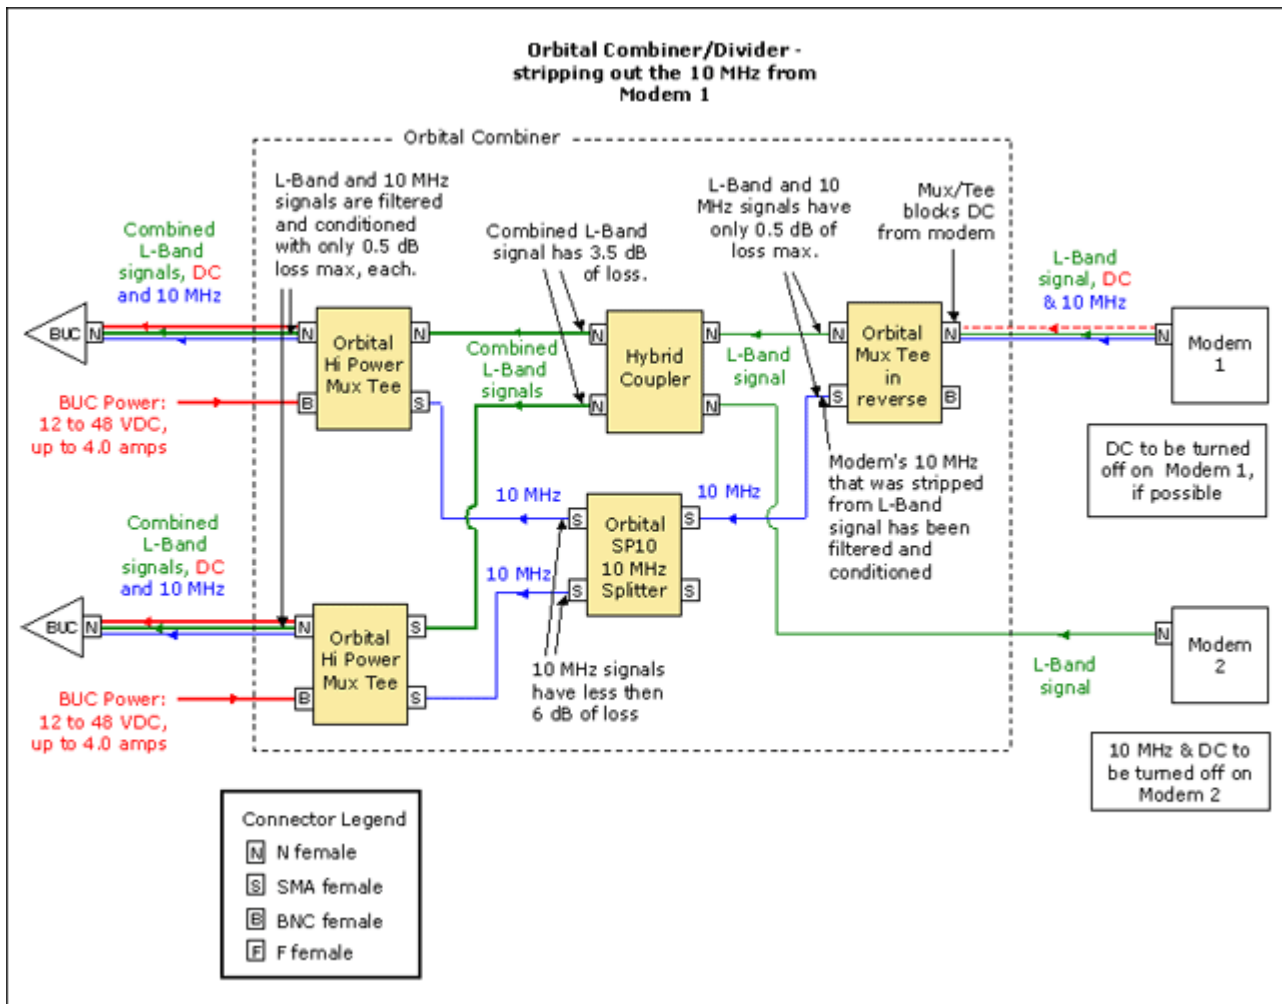 Orbital Combiner/Divider -
stripping out the 10 MHz from
Modem 1
Orbital Combiner
L-Band and 10 MHz
signals are filtered
and conditioned
with only 0.5 dB
loss max, each.
Combined L-Band
signal has 3.5 dB
of loss.
L-Band and 10
MHz signals have
only 0.5 dB of
loss max.
Mux/Tee
blocks DC
from modem
Combined
L-Band
signals, DC
and 10 MHz
L-Band
signal, DC
& 10 MHz
BUC
N
N
Orbital
Hi Power
Mux Tee
N
B
S
Combined
L-Band
signals
N
N
Hybrid
Coupler
N
N
L-Band
signal
N
S
Orbital
Mux Tee
in
reverse
N
B
N
Modem
1
BUC Power:
12 to 48 VDC,
up to 4.0 amps
DC to be turned
off on Modem 1,
if possible
Modem's 10 MHz
that was stripped
from L-Band
signal has been
filtered and
conditioned
10 MHz
10 MHz
10 MHz
S
S
Orbital
SP10
10 MHz
Splitter
S
S
Combined
L-Band
signals, DC
and 10 MHz
BUC
N
N
Orbital
Hi Power
Mux Tee
S
B
S
10 MHz signals
have less then
6 dB of loss
BUC Power:
12 to 48 VDC,
up to 4.0 amps
L-Band
signal
N
Modem
2
10 MHz & DC to
be turned off on
Modem 2
Connector Legend
N N female
S SMA female
B BNC female
F F female